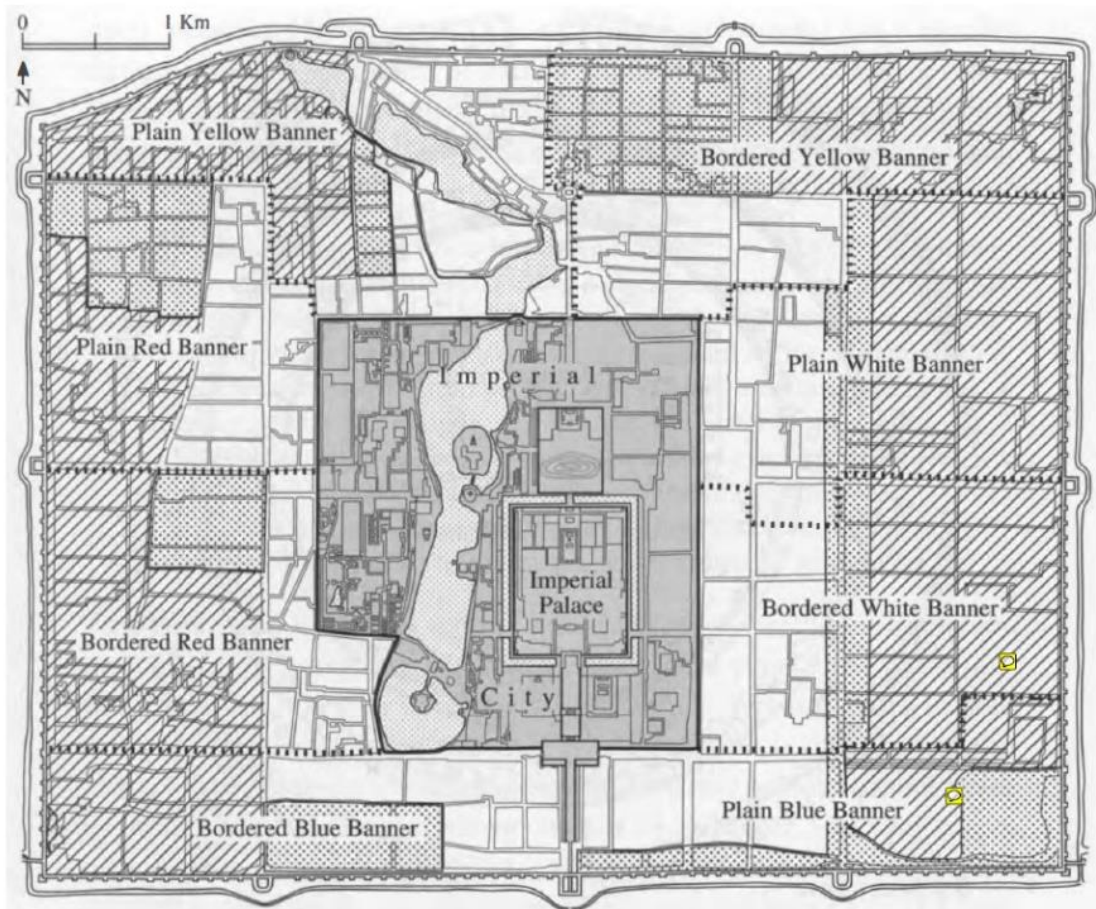 0 1 Km
N
Plain Yellow Banner
Bordered Yellow Banner
Plain Red Banner
Imperial
Plain White Banner
Imperial
Palace
Bordered White Banner
Bordered Red Banner
City
Plain Blue Banner
Bordered Blue Banner